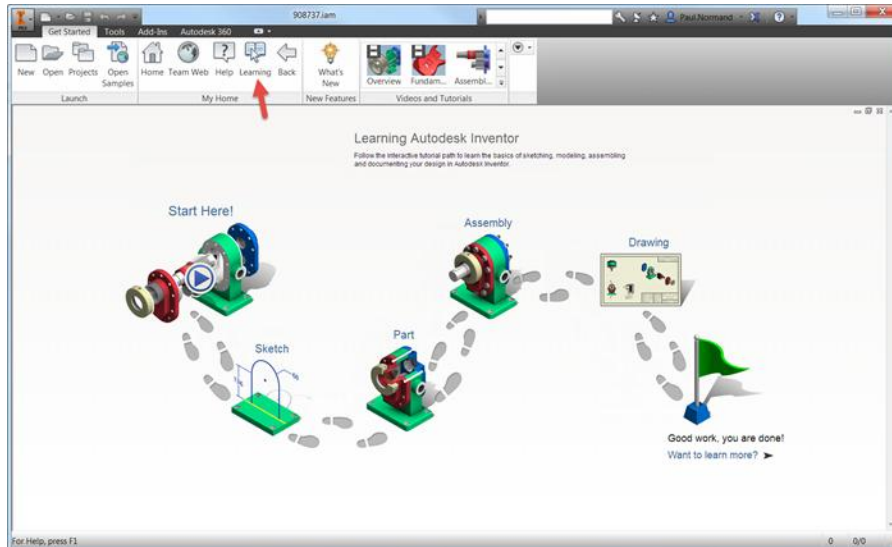 908737.iam
Paul.Normand
Get Started Tools Add-Ins Autodesk 360
New Open Projects Open Samples Home Team Web Help Learning Back What's New Overview Fundam... Assembl...
Launch My Home New Features Videos and Tutorials
Learning Autodesk Inventor
Follow the interactive tutorial path to learn the basics of sketching, modeling, assembling
and documenting your design in Autodesk Inventor.
Start Here!
Assembly
Drawing
Sketch
Part
Good work, you are done!
Want to learn more?
For Help, press F1
0 0/0